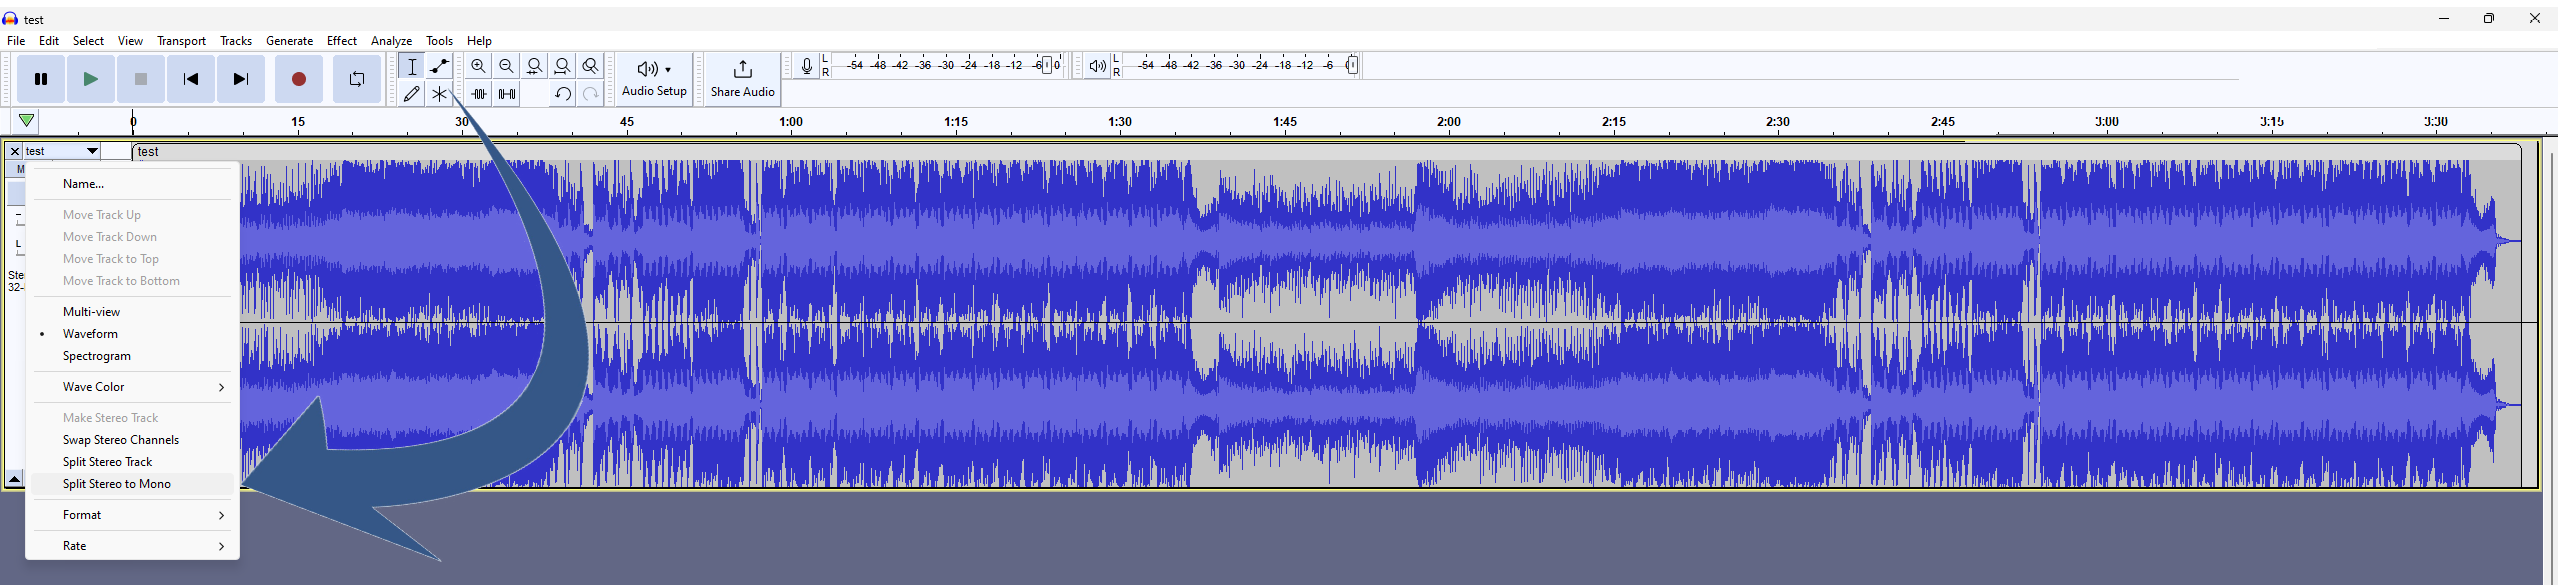 test
File Edit Select View Transport Tracks Generate Effect Analyze Tools Help
L -54 -48 -42 -36 -30 -24 -18 -12 -6 0
R
L -54 -48 -42 -36 -30 -24 -18 -12 -6
R
Audio Setup
Share Audio
0 15 30 45 1:00 1:15 1:30 1:45 2:00 2:15 2:30 2:45 3:00 3:15 3:30
test
test
M
Name...
Move Track Up
Move Track Down
L
Move Track to Top
Ste
Move Track to Bottom
32-
Multi-view
Waveform
Spectrogram
Wave Color
Make Stereo Track
Swap Stereo Channels
Split Stereo Track
Split Stereo to Mono
Format
Rate